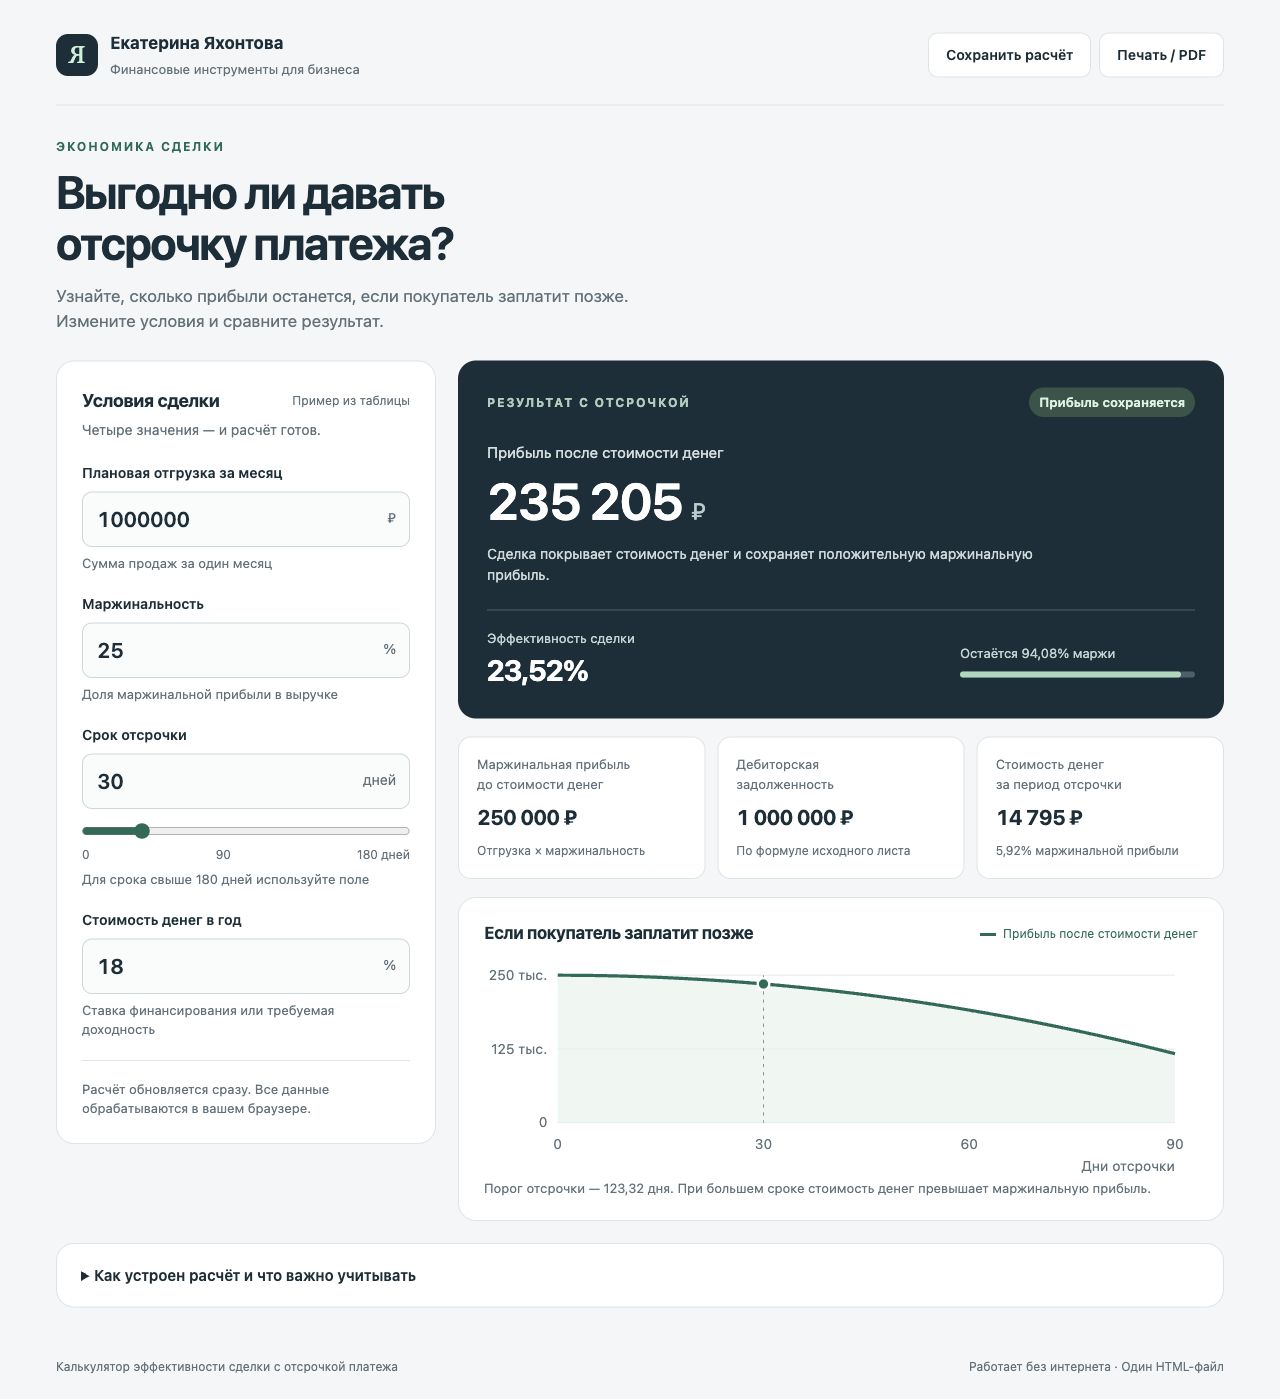 Я
Екатерина Яхонтова
Финансовые инструменты для бизнеса
Сохранить расчёт
Печать / PDF
ЭКОНОМИКА СДЕЛКИ
Выгодно ли давать
отсрочку платежа?
Узнайте, сколько прибыли останется, если покупатель заплатит позже.
Измените условия и сравните результат.
Условия сделки
Пример из таблицы
Четыре значения — и расчёт готов.
Плановая отгрузка за месяц
1000000 ₽
Сумма продаж за один месяц
Маржинальность
25 %
Доля маржинальной прибыли в выручке
Срок отсрочки
30 дней
0 90 180 дней
Для срока свыше 180 дней используйте поле
Стоимость денег в год
18 %
Ставка финансирования или требуемая
доходность
Расчёт обновляется сразу. Все данные
обрабатываются в вашем браузере.
РЕЗУЛЬТАТ С ОТСРОЧКОЙ
Прибыль сохраняется
Прибыль после стоимости денег
235 205 ₽
Сделка покрывает стоимость денег и сохраняет положительную маржинальную
прибыль.
Эффективность сделки
23,52%
Остаётся 94,08% маржи
Маржинальная прибыль
до стоимости денег
250 000 ₽
Отгрузка × маржинальность
Дебиторская
задолженность
1 000 000 ₽
По формуле исходного листа
Стоимость денег
за период отсрочки
14 795 ₽
5,92% маржинальной прибыли
Если покупатель заплатит позже
Прибыль после стоимости денег
250 тыс.
125 тыс.
0
0 30 60 90
Дни отсрочки
Порог отсрочки — 123,32 дня. При большем сроке стоимость денег превышает маржинальную прибыль.
Как устроен расчёт и что важно учитывать
Калькулятор эффективности сделки с отсрочкой платежа
Работает без интернета · Один HTML-файл